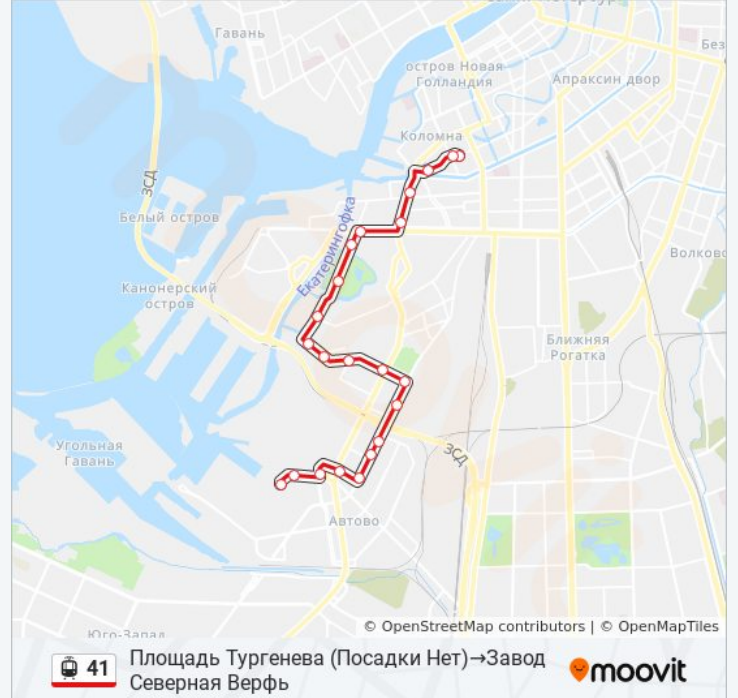 Гавань
Без
остров Новая
Голландия
Апраксин двор
Коломна
ЗСД
Белый остров
Екатерингофка
Волково
Канонерский
остров
Ближняя
Рогатка
Угольная
Гавань
ЗСД
Автово
Юго-Запад
© OpenStreetMap contributors | © OpenMapTiles
41
Площадь Тургенева (Посадки Нет)→Завод
Северная Верфь
moovit